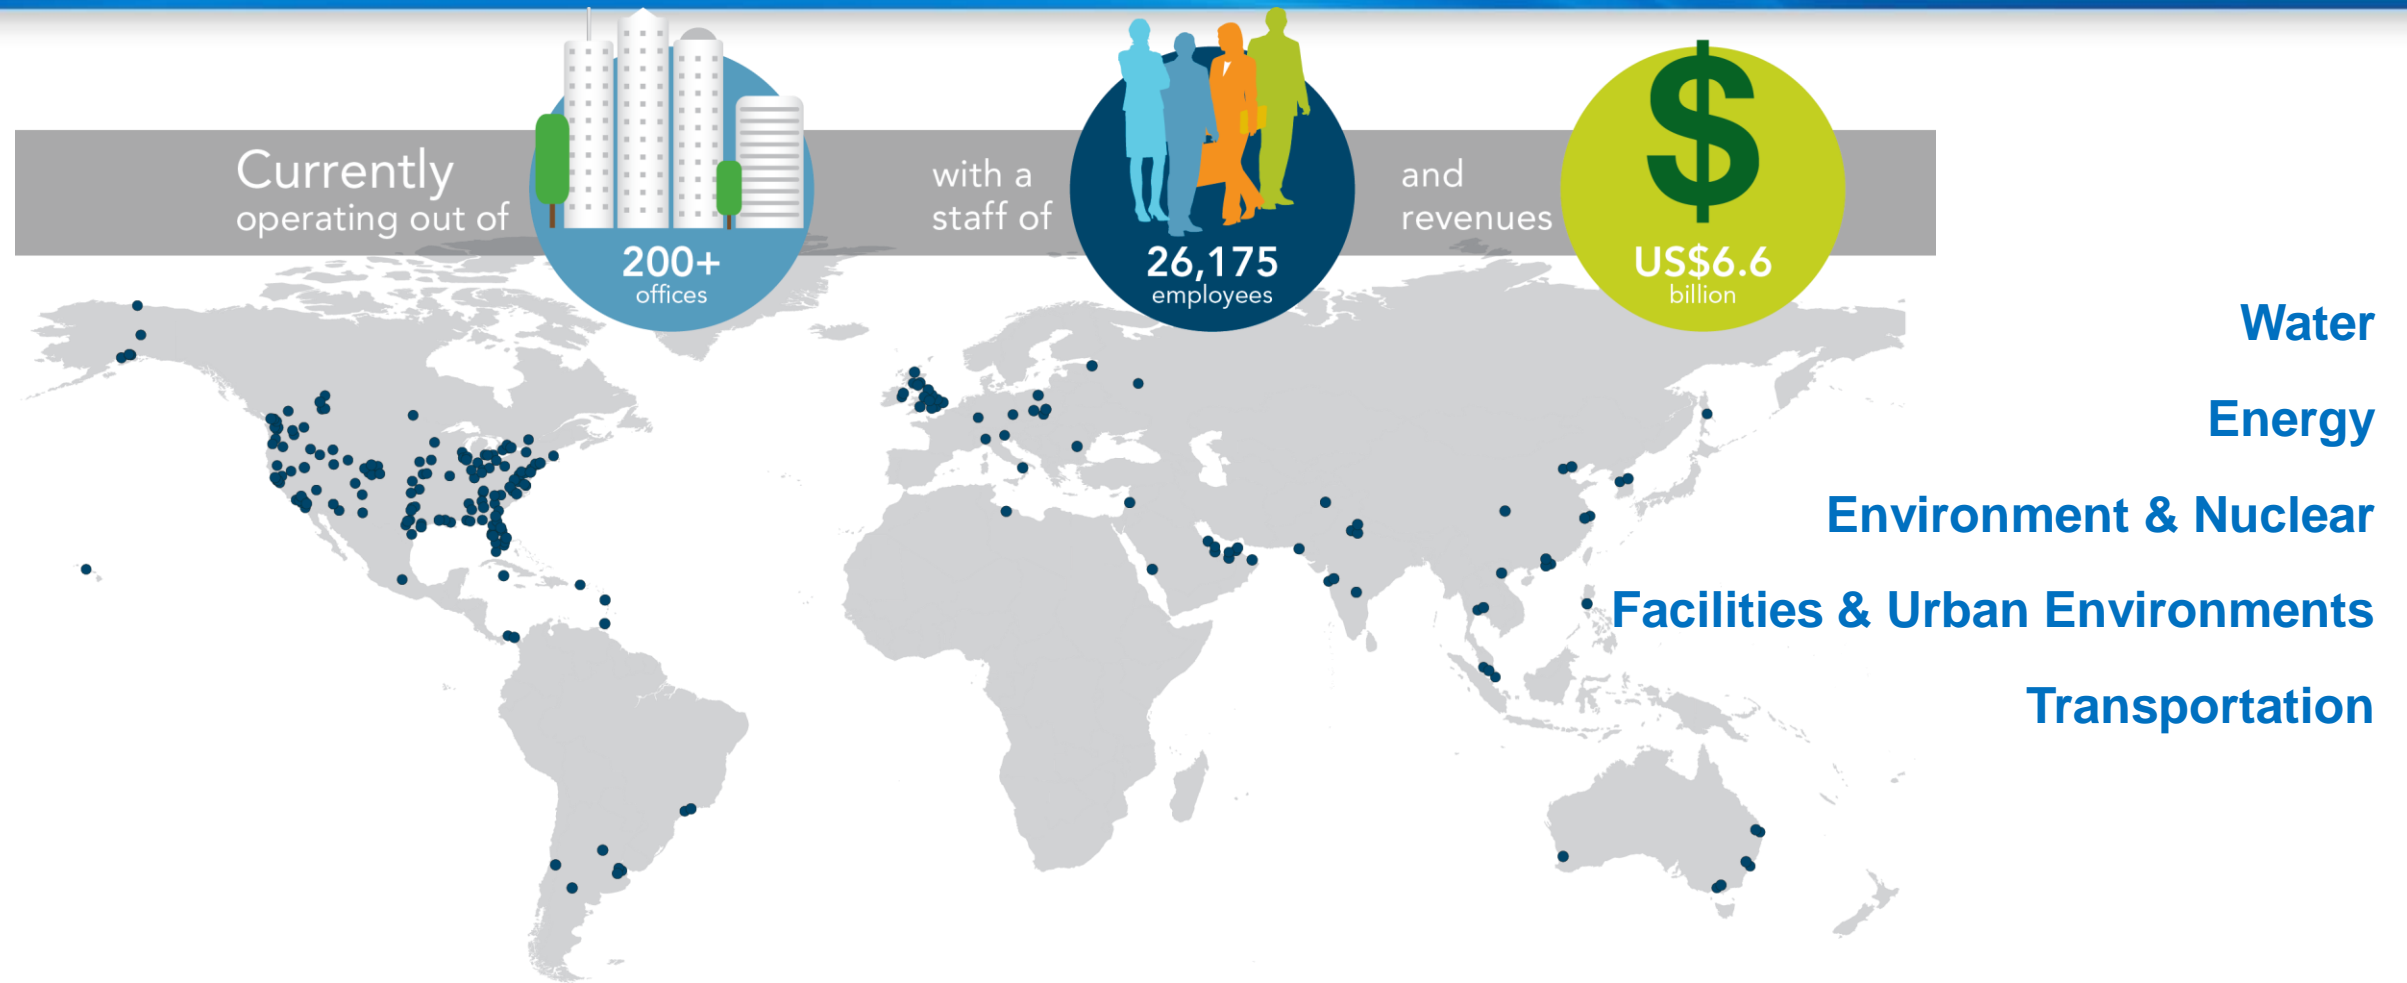 Currently
operating out of
200+
offices
with a
staff of
26,175
employees
and
revenues
$
US$6.6
billion
Water
Energy
Environment & Nuclear
Facilities & Urban Environments
Transportation